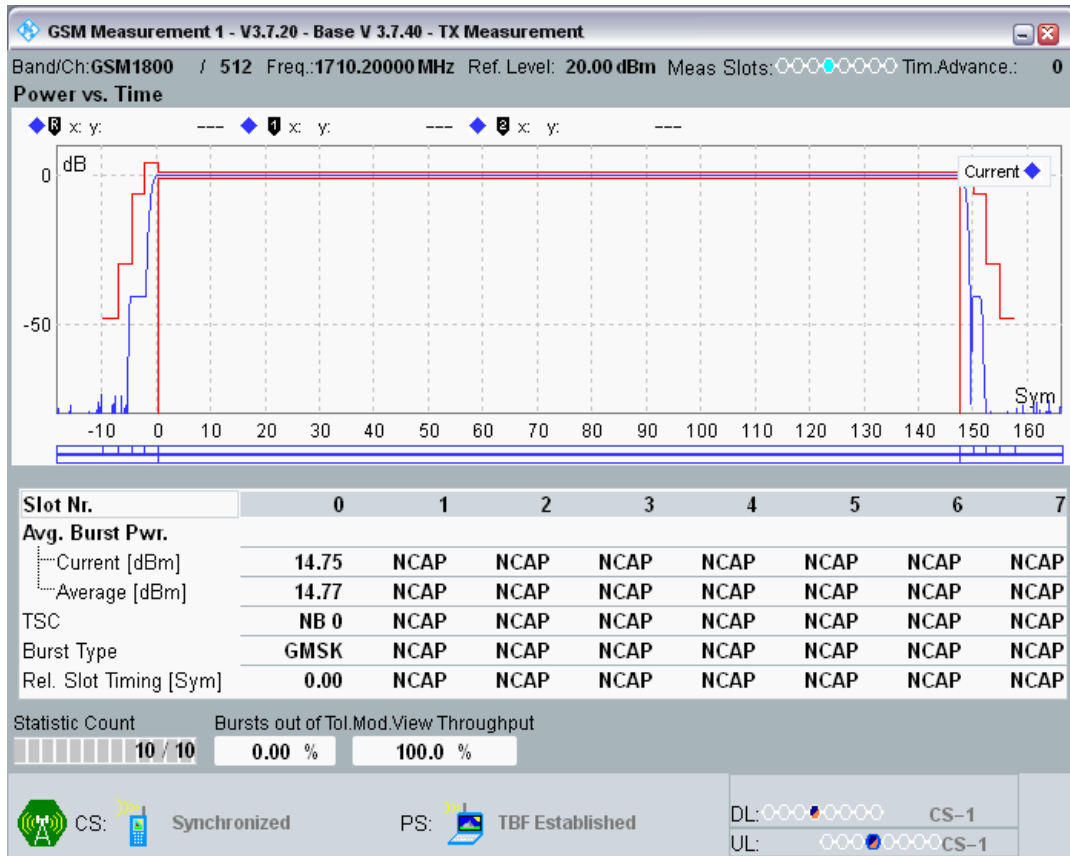 GSM Measurement 1 - V3.7.20 - Base V 3.7.40 - TX Measurement
Band/Ch:GSM1800 / 512 Freq.:1710.20000 MHz Ref. Level: 20.00 dBm Meas Slots: Tim.Advance.: 0
Power vs. Time
R x: y: --- 1 x: y: --- 2 x: y: ---
dB
0
Current
-50
Sym
-10 0 10 20 30 40 50 60 70 80 90 100 110 120 130 140 150 160
Slot Nr. 0 1 2 3 4 5 6 7
Avg. Burst Pwr.
Current [dBm] 14.75 NCAP NCAP NCAP NCAP NCAP NCAP NCAP
Average [dBm] 14.77 NCAP NCAP NCAP NCAP NCAP NCAP NCAP
TSC NB 0 NCAP NCAP NCAP NCAP NCAP NCAP NCAP
Burst Type GMSK NCAP NCAP NCAP NCAP NCAP NCAP NCAP
Rel. Slot Timing [Sym] 0.00 NCAP NCAP NCAP NCAP NCAP NCAP NCAP
Statistic Count Bursts out of Tol.Mod.View Throughput
10 / 10 0.00 % 100.0 %
CS: Synchronized PS: TBF Established DL: CS-1
UL: CS-1